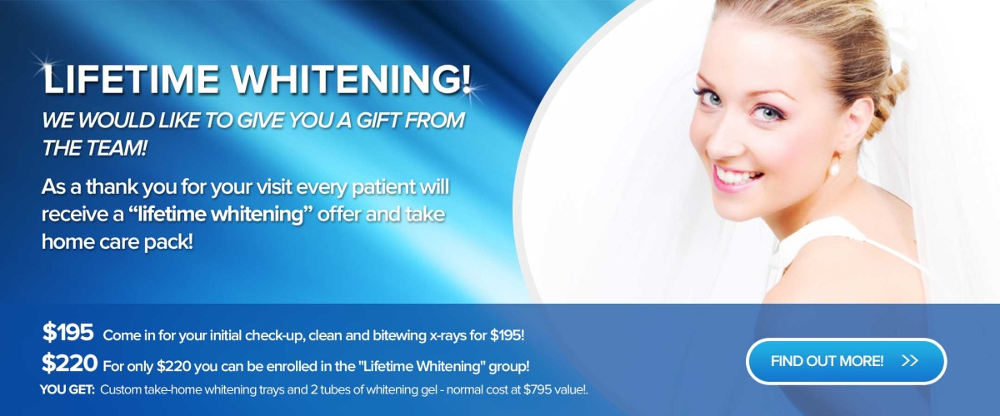 LIFETIME WHITENING!
WE WOULD LIKE TO GIVE YOU A GIFT FROM
THE TEAM!
As a thank you for your visit every patient will
receive a “lifetime whitening” offer and take
home care pack!
$195 Come in for your initial check-up, clean and bitewing x-rays for $195!
$220 For only $220 you can be enrolled in the "Lifetime Whitening" group!
YOU GET: Custom take-home whitening trays and 2 tubes of whitening gel - normal cost at $795 value!.
FIND OUT MORE! >>